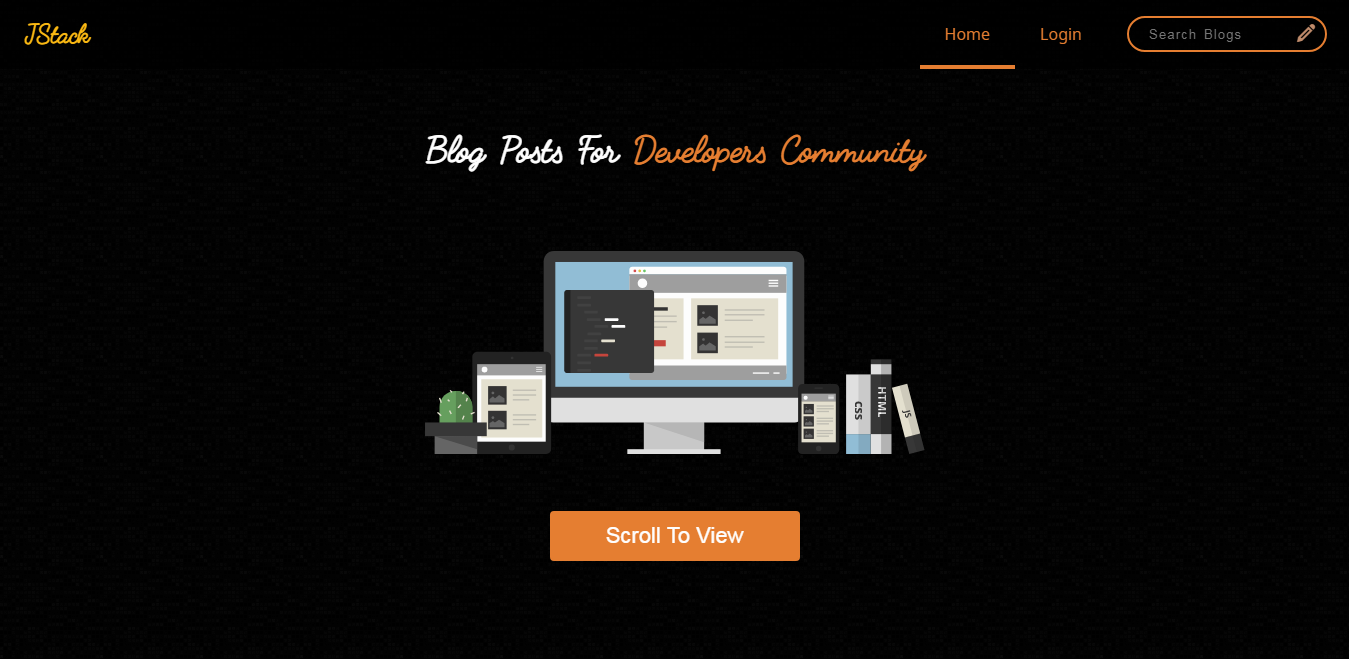 JStack
Home
Login
Search Blogs
Blog Posts For Developers Community
CSS
HTML
JS
Scroll To View